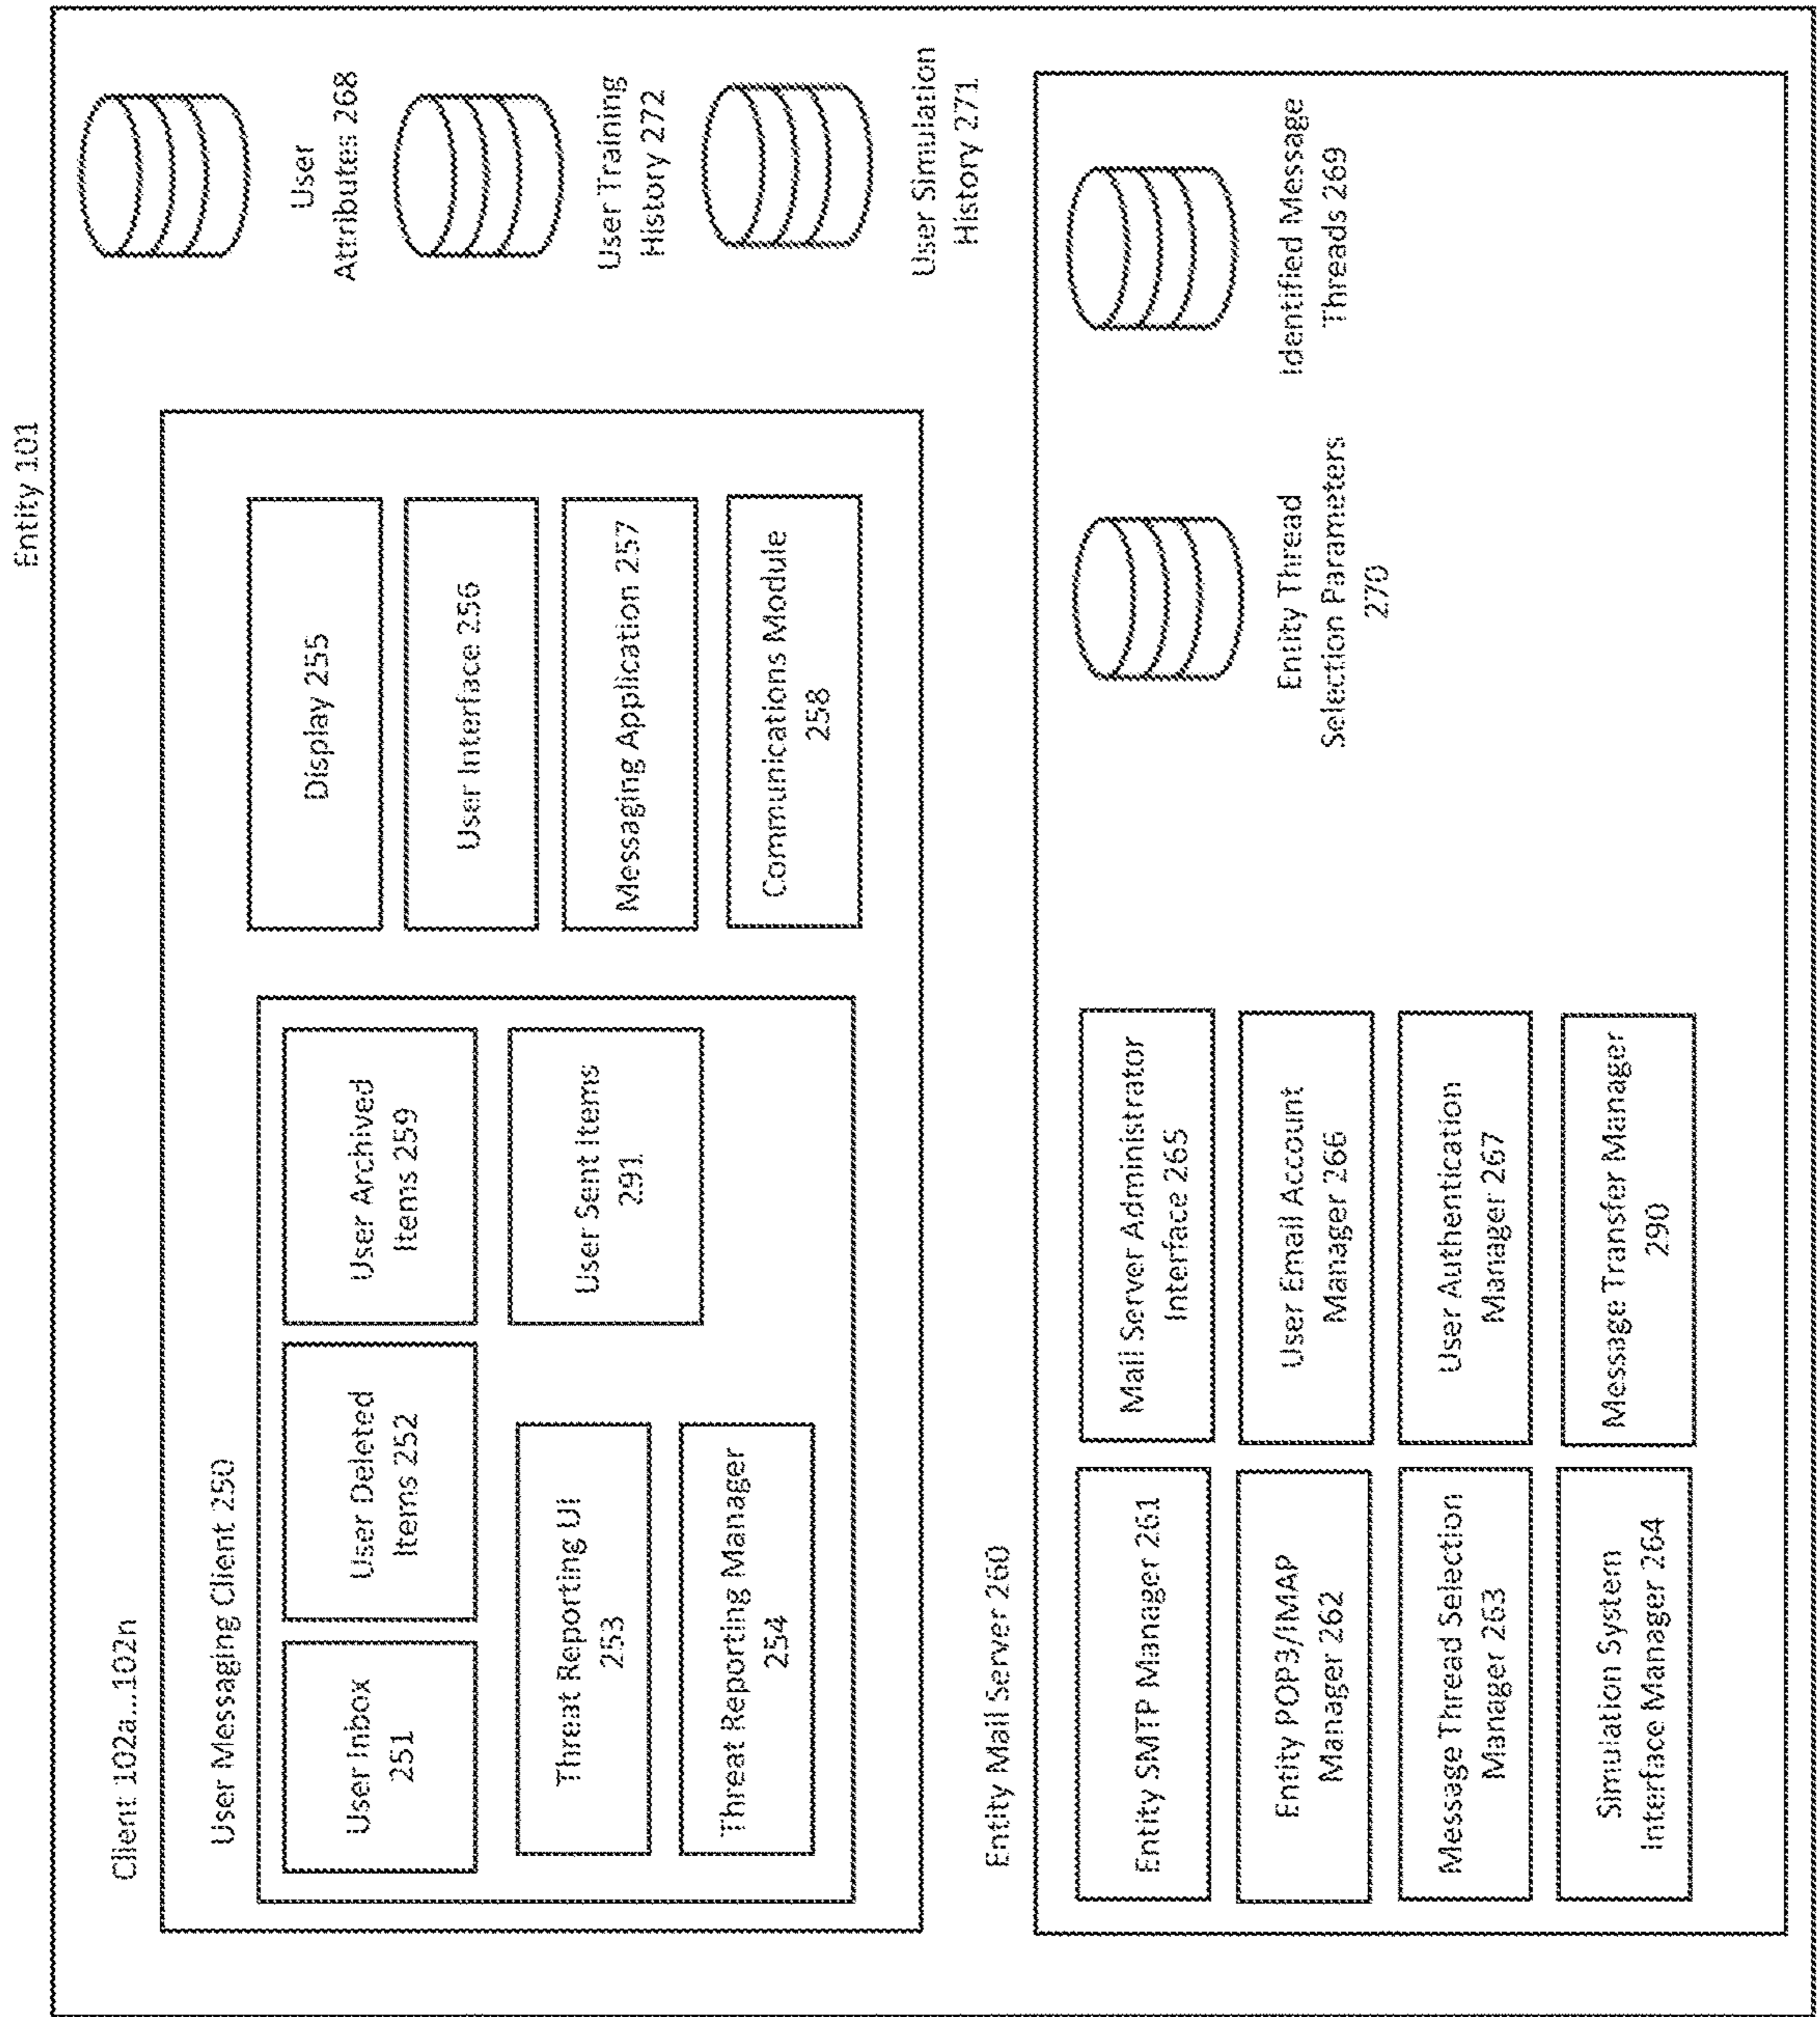 Entity 101
Client 102a..102n
User Messaging Client 250
User Inbox
251
User Deleted
Items 252
User Archived
Items 259
Threat Reporting UI
253
User Sent Items
291
Threat Reporting Manager
254
Display 255
User Interface 256
Messaging Application 257
Communications Module
258
User
Attributes 268
User Training
History 272
User Simulation
History 271
Entity Mail Server 260
Entity SMTP Manager 261
Mail Server Administrator
Interface 265
Entity POP3/IMAP
Manager 262
User Email Account
Manager 266
Message Thread Selection
Manager 263
User Authentication
Manager 267
Simulation System
Interface Manager 264
Message Transfer Manager
290
Entity Thread
Selection Parameters
270
Identified Message
Threads 269